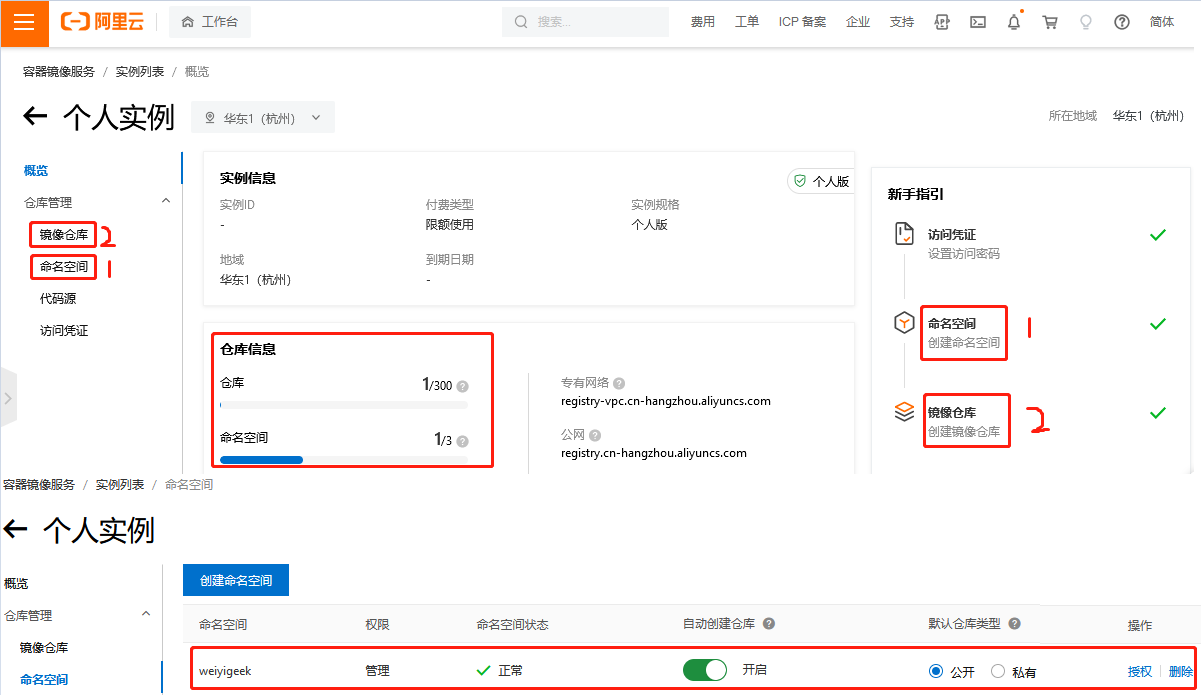 阿里云
工作台
搜索...
费用 工单 ICP 备案 企业 支持 简体
容器镜像服务 / 实例列表 / 概览
个人实例 华东1（杭州） 所在地域 华东1（杭州）
概览
仓库管理
镜像仓库 2
命名空间 1
代码源
访问凭证
实例信息 个人版
实例ID 付费类型 实例规格
- 限额使用 个人版
地域 到期日期
华东1（杭州） -
仓库信息
仓库 1/300
命名空间 1/3
专有网络
registry-vpc.cn-hangzhou.aliyuncs.com
公网
registry.cn-hangzhou.aliyuncs.com
新手指引
访问凭证
设置访问密码
命名空间 1
创建命名空间
镜像仓库 2
创建镜像仓库
容器镜像服务 / 实例列表 / 命名空间
个人实例
概览
仓库管理
镜像仓库
命名空间
创建命名空间
命名空间 权限 命名空间状态 自动创建仓库 默认仓库类型 操作
weiyigeek 管理 正常 开启 公开 私有 授权 删除